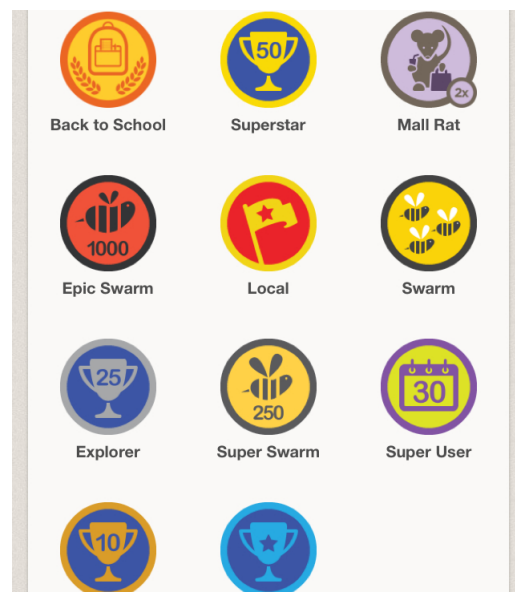 50
2x
Back to School
Superstar
Mall Rat
1000
Epic Swarm
Local
Swarm
25
250
30
Explorer
Super Swarm
Super User
10